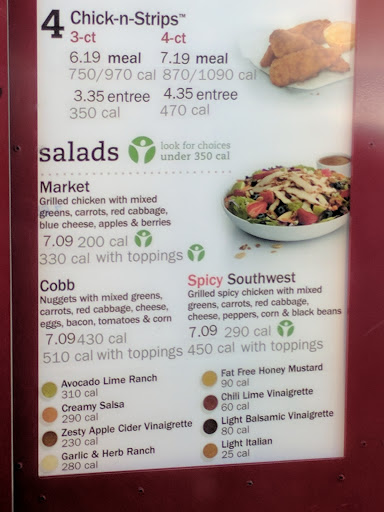 4 Chick-n-Strips™
3-ct 4-ct
6.19 meal 7.19 meal
750/970 cal 870/1090 cal
3.35 entree 4.35 entree
350 cal 470 cal
salads look for choices
under 350 cal
Market
Grilled chicken with mixed
greens, carrots, red cabbage,
blue cheese, apples & berries
7.09 200 cal
330 cal with toppings
Cobb
Nuggets with mixed greens,
carrots, red cabbage, cheese,
eggs, bacon, tomatoes & corn
7.09 430 cal
510 cal with toppings
Spicy Southwest
Grilled spicy chicken with mixed
greens, carrots, red cabbage,
cheese, peppers, corn & black beans
7.09 290 cal
450 cal with toppings
Avocado Lime Ranch
310 cal
Creamy Salsa
290 cal
Zesty Apple Cider Vinaigrette
230 cal
Garlic & Herb Ranch
280 cal
Fat Free Honey Mustard
90 cal
Chili Lime Vinaigrette
60 cal
Light Balsamic Vinaigrette
80 cal
Light Italian
25 cal